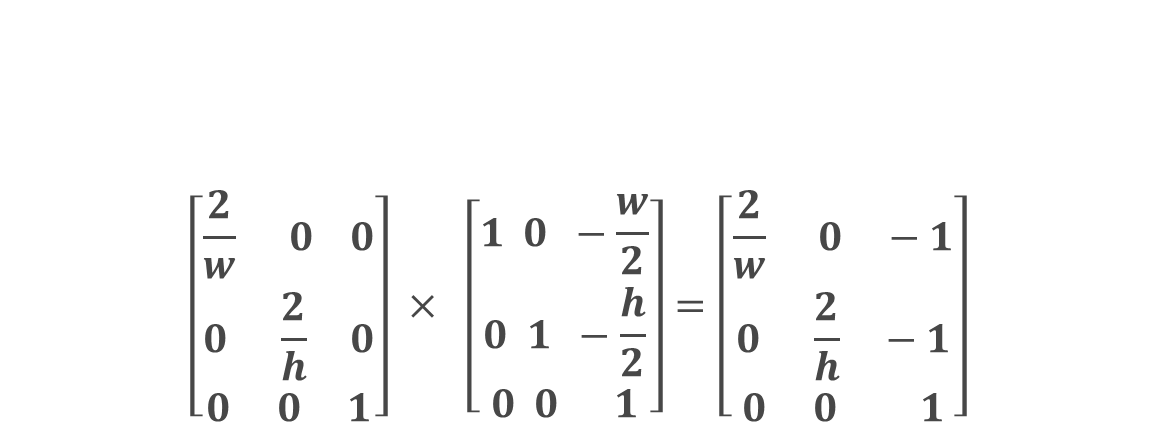 [2/w 0 0] × [1 0 −w/2] = [2/w 0 −1]
[0 2/h 0] [0 1 −h/2] [0 2/h −1]
[0 0 1] [0 0 1] [0 0 1]